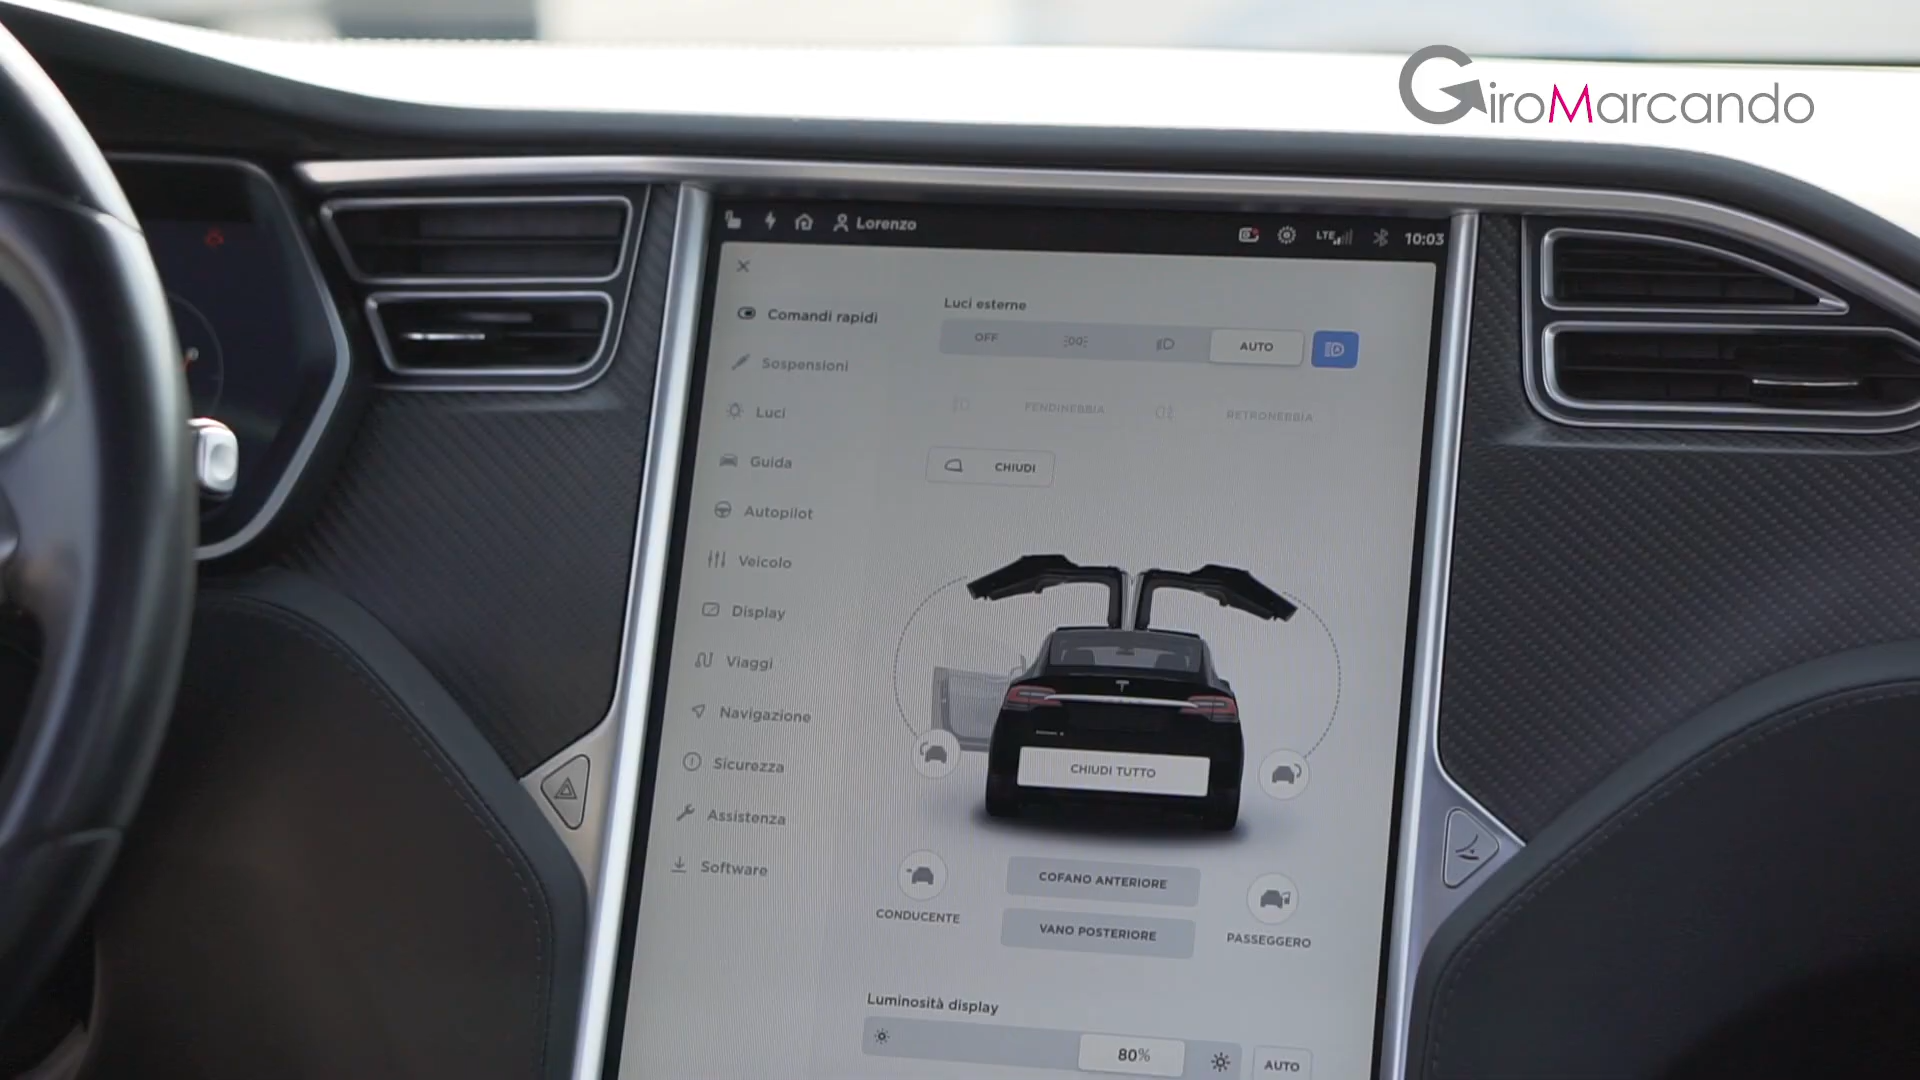 GiroMarcando
Lorenzo
LTE
10:03
Comandi rapidi
Sospensioni
Luci
Guida
Autopilot
Veicolo
Display
Viaggi
Navigazione
Sicurezza
Assistenza
Software
Luci esterne
OFF
AUTO
FENDINEBBIA
RETRONEBBIA
CHIUDI
CHIUDI TUTTO
CONDUCENTE
COFANO ANTERIORE
VANO POSTERIORE
PASSEGGERO
Luminosità display
80%
AUTO